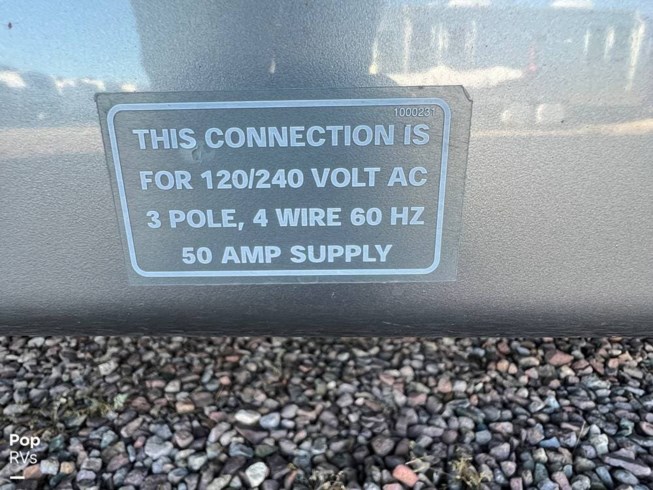 1000231
THIS CONNECTION IS
FOR 120/240 VOLT AC
3 POLE, 4 WIRE 60 HZ
50 AMP SUPPLY
Pop
RVs